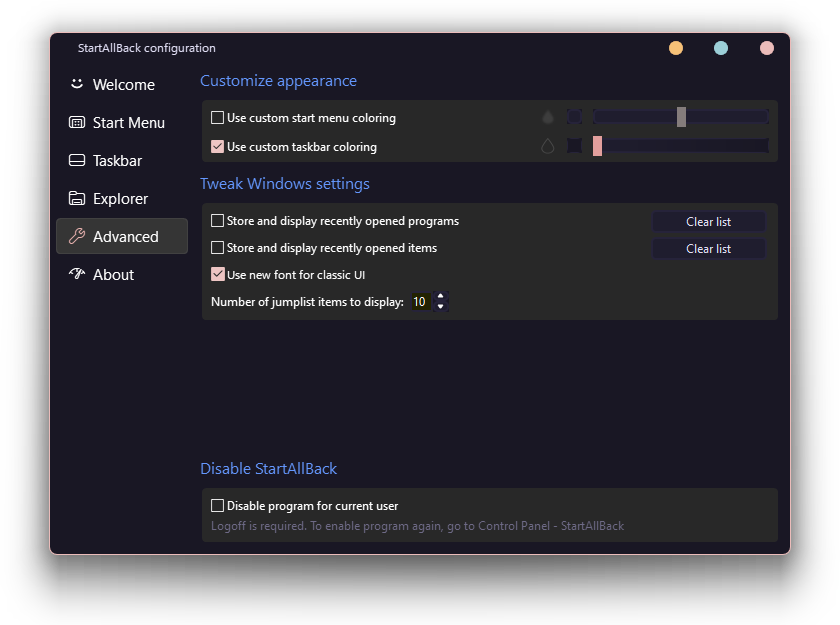 StartAllBack configuration
Welcome
Start Menu
Taskbar
Explorer
Advanced
About
Customize appearance
Use custom start menu coloring
Use custom taskbar coloring
Tweak Windows settings
Store and display recently opened programs
Clear list
Store and display recently opened items
Clear list
Use new font for classic UI
Number of jumplist items to display: 10
Disable StartAllBack
Disable program for current user
Logoff is required. To enable program again, go to Control Panel - StartAllBack